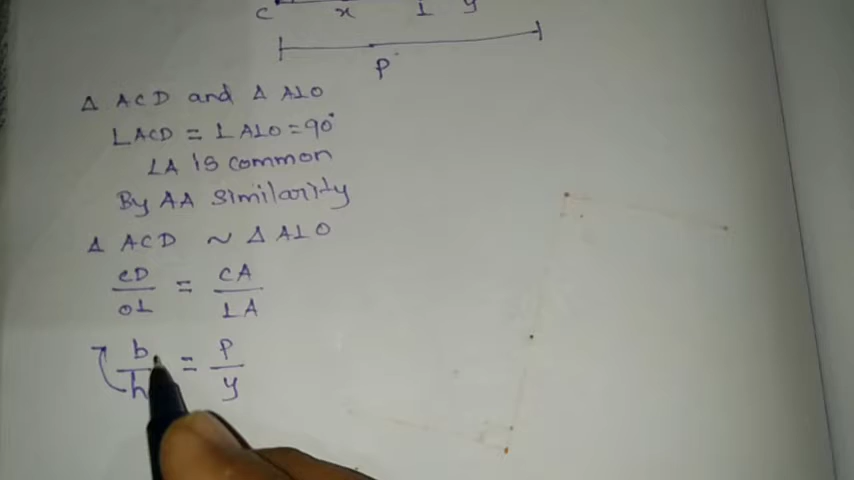 C x L y
P
Δ ACD and Δ ALO
∠ACD = ∠ALO = 90°
∠A is common
By AA Similarity
Δ ACD ~ Δ ALO
CD/OL = CA/LA
b/h = P/y